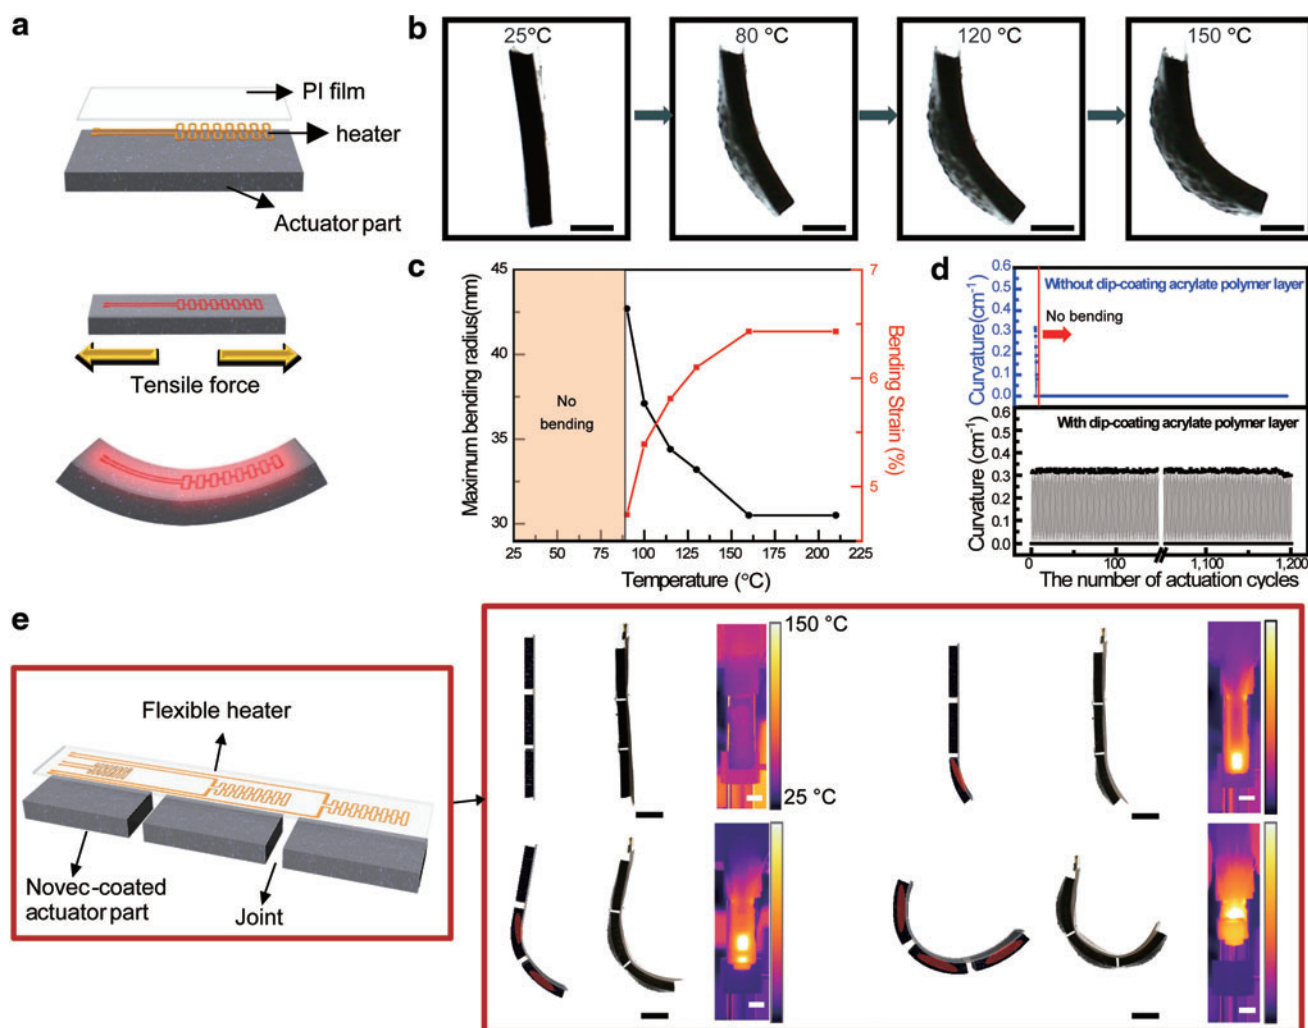 a
PI film
heater
Actuator part
Tensile force
b
25°C
80 °C
120 °C
150 °C
c
Maximum bending radius(mm)
45
40
35
30
No
bending
Bending Strain (%)
7
6
5
25
50
75
100
125
150
175
200
225
Temperature (°C)
d
Curvature(cm-1)
0.6
0.5
0.4
0.3
0.2
0.1
0.0
Without dip-coating acrylate polymer layer
No bending
Curvature (cm-1)
0.6
0.5
0.4
0.3
0.2
0.1
0.0
With dip-coating acrylate polymer layer
0
100
1,100
1,200
The number of actuation cycles
e
Flexible heater
Novec-coated
actuator part
Joint
150 °C
25 °C